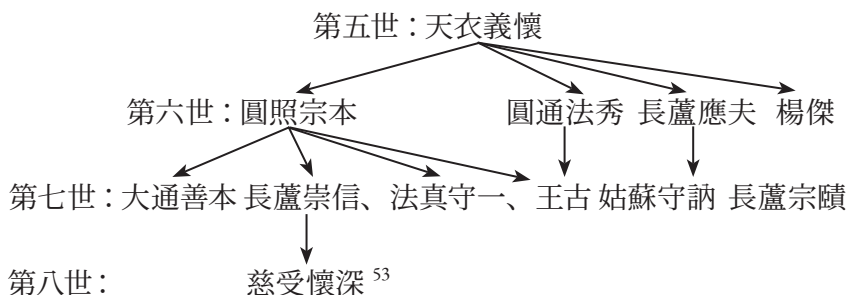 第五世：天衣義懷
第六世：圓照宗本 圓通法秀 長蘆應夫 楊傑
第七世：大通善本 長蘆崇信、法真守一、王古 姑蘇守訥 長蘆宗賾
第八世： 慈受懷深 53